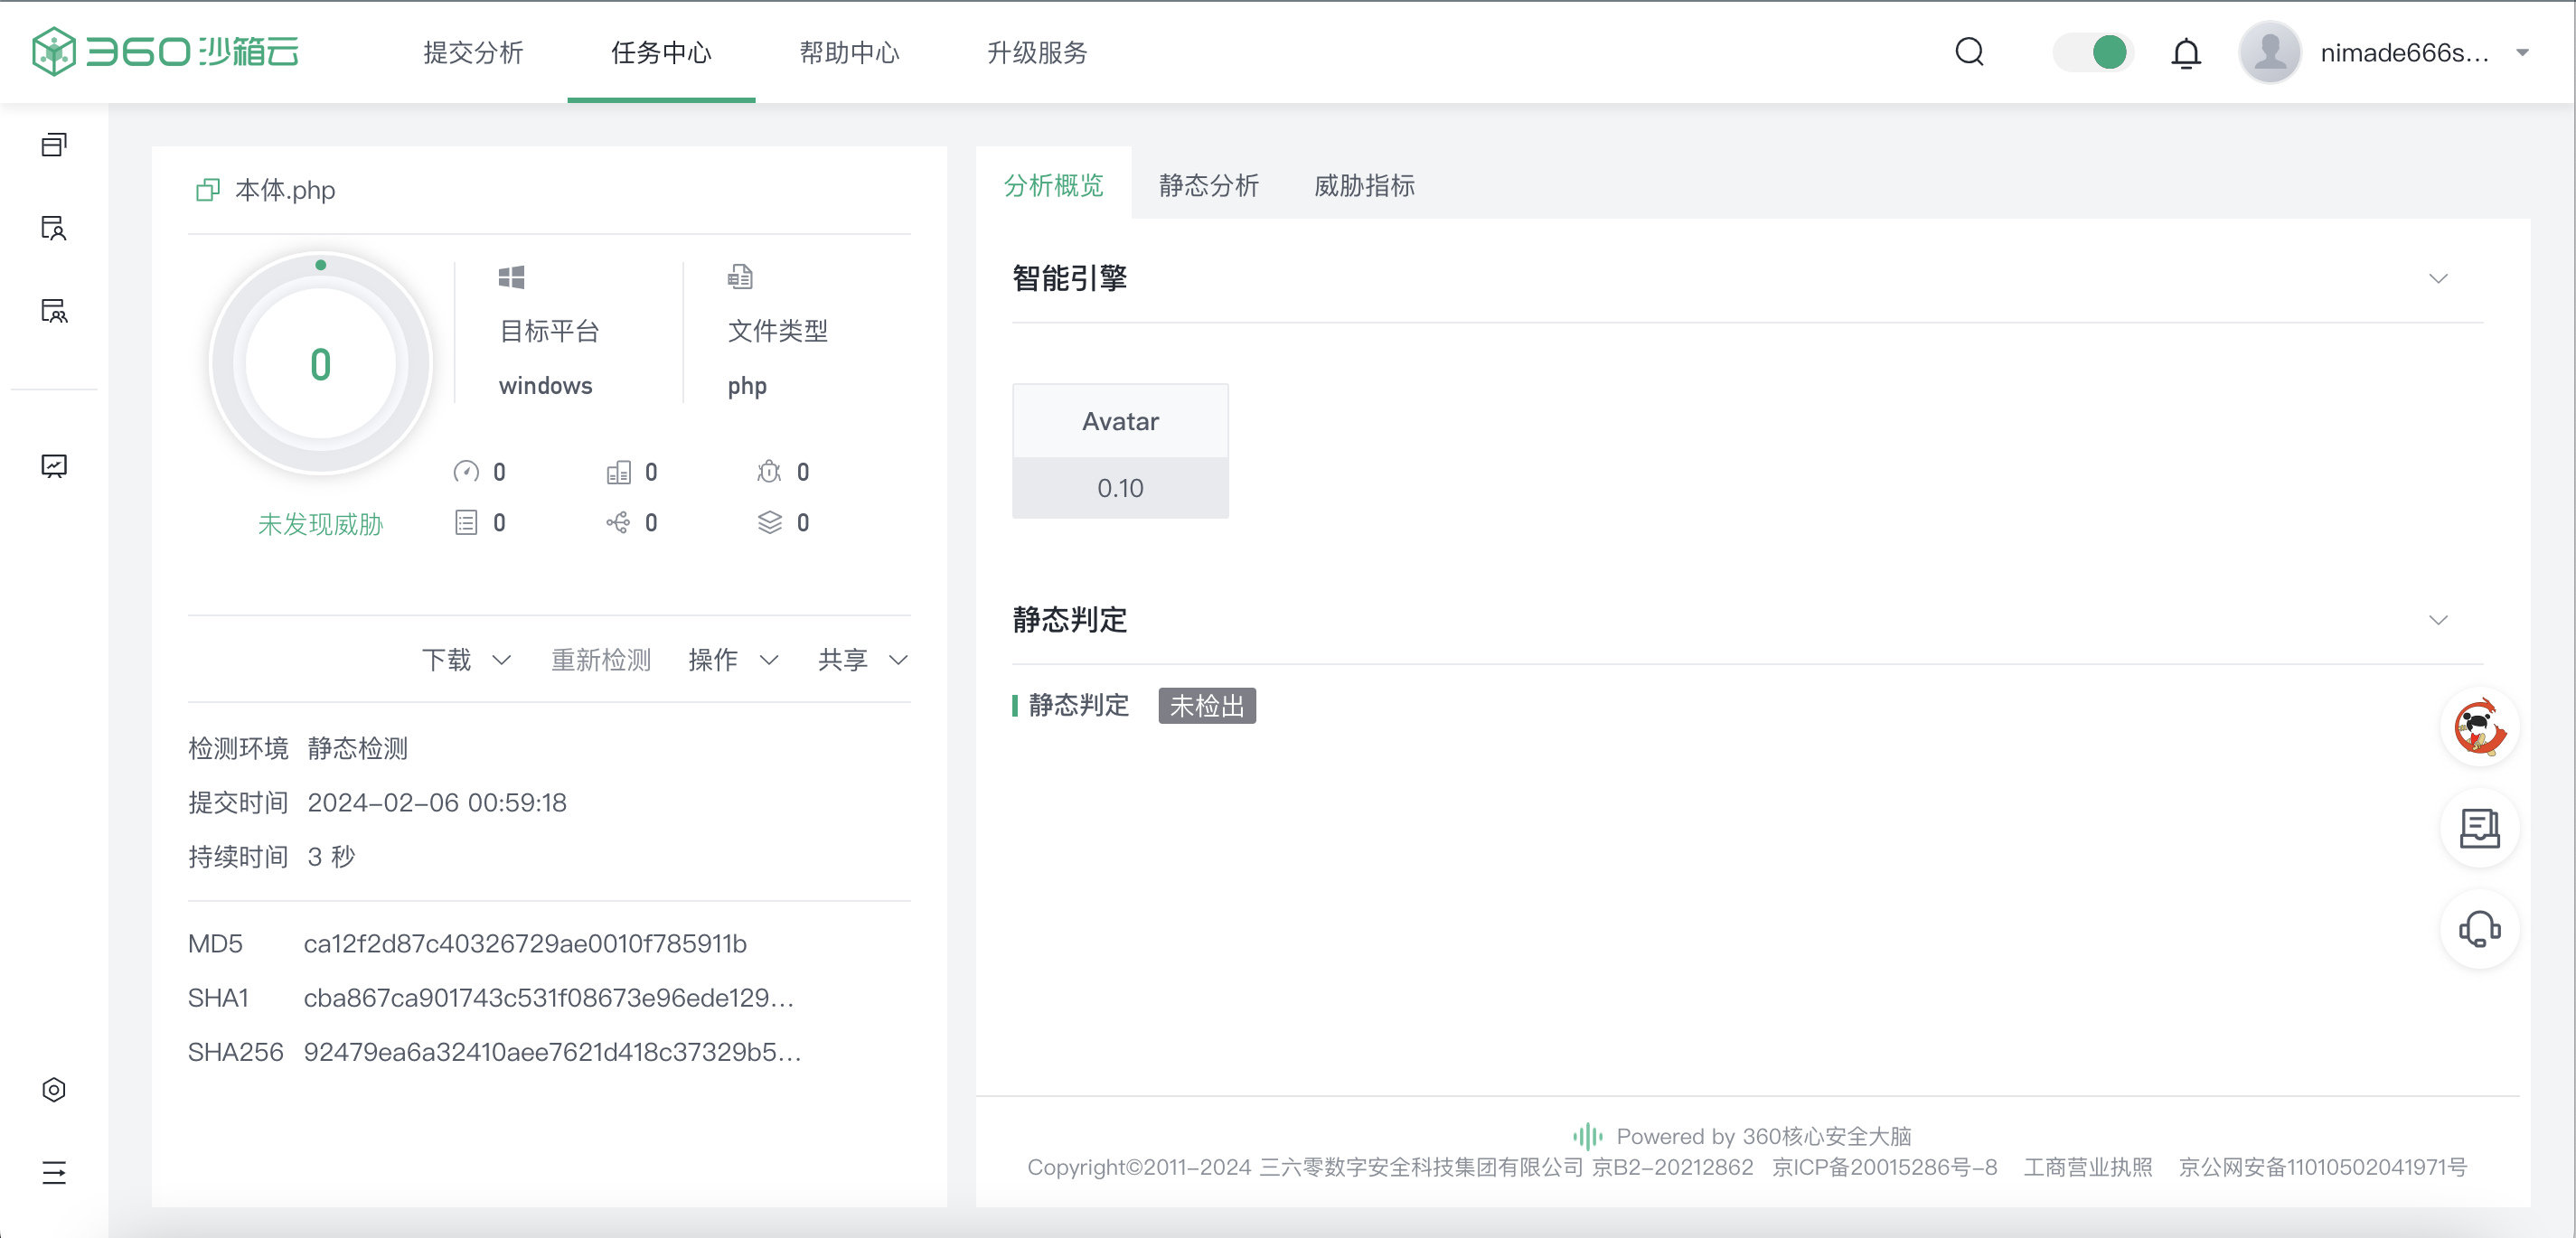 360沙箱云
提交分析
任务中心
帮助中心
升级服务
nimade666s...
本体.php
0
未发现威胁
目标平台
windows
文件类型
php
0
0
0
0
0
0
下载
重新检测
操作
共享
检测环境 静态检测
提交时间 2024-02-06 00:59:18
持续时间 3 秒
MD5 ca12f2d87c40326729ae0010f785911b
SHA1 cba867ca901743c531f08673e96ede129...
SHA256 92479ea6a32410aee7621d418c37329b5...
分析概览
静态分析
威胁指标
智能引擎
Avatar
0.10
静态判定
静态判定 未检出
Powered by 360核心安全大脑
Copyright©2011-2024 三六零数字安全科技集团有限公司 京B2-20212862 京ICP备20015286号-8 工商营业执照 京公网安备11010502041971号